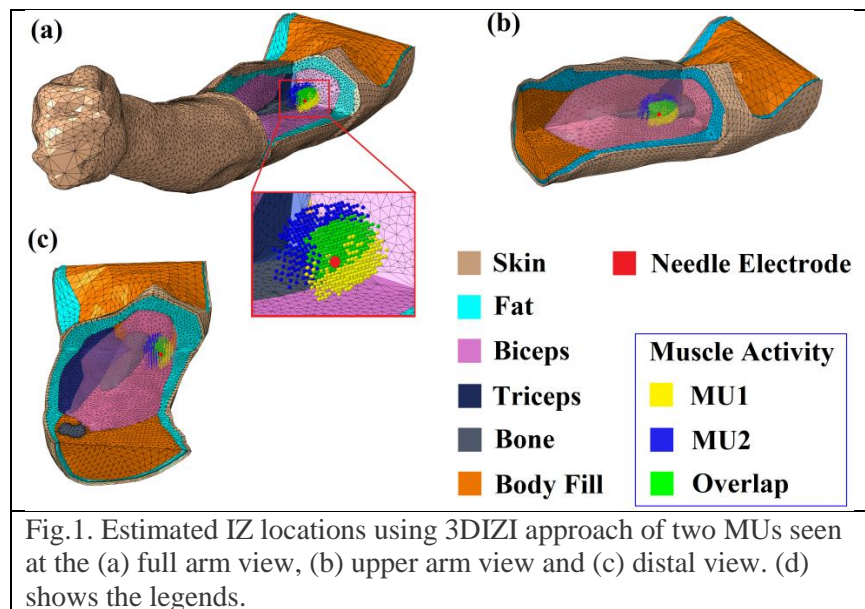 (a)
(b)
(c)
Skin
Fat
Biceps
Triceps
Bone
Body Fill
Needle Electrode
Muscle Activity
MU1
MU2
Overlap
Fig.1. Estimated IZ locations using 3DIZI approach of two MUs seen
at the (a) full arm view, (b) upper arm view and (c) distal view. (d)
shows the legends.